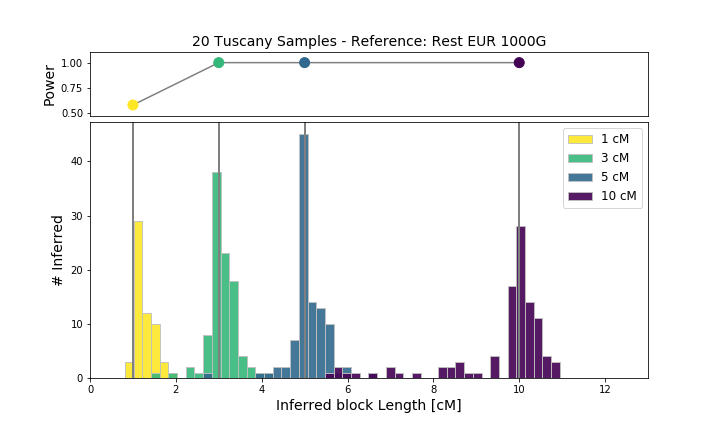 20 Tuscany Samples - Reference: Rest EUR 1000G
Power
1.00
0.75
0.50
# Inferred
40
30
20
10
0
1 cM
3 cM
5 cM
10 cM
0 2 4 6 8 10 12
Inferred block Length [cM]